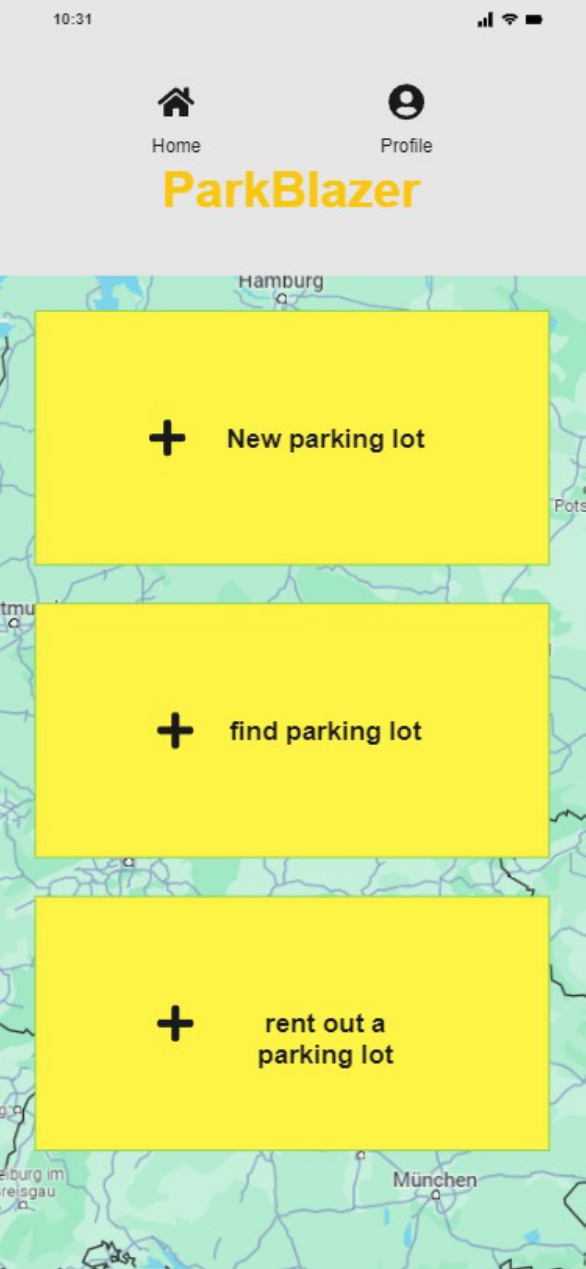 10:31
Home
Profile
ParkBlazer
Hamburg
New parking lot
Pots
tmu
find parking lot
rent out a
parking lot
München
eiburg im
reisgau